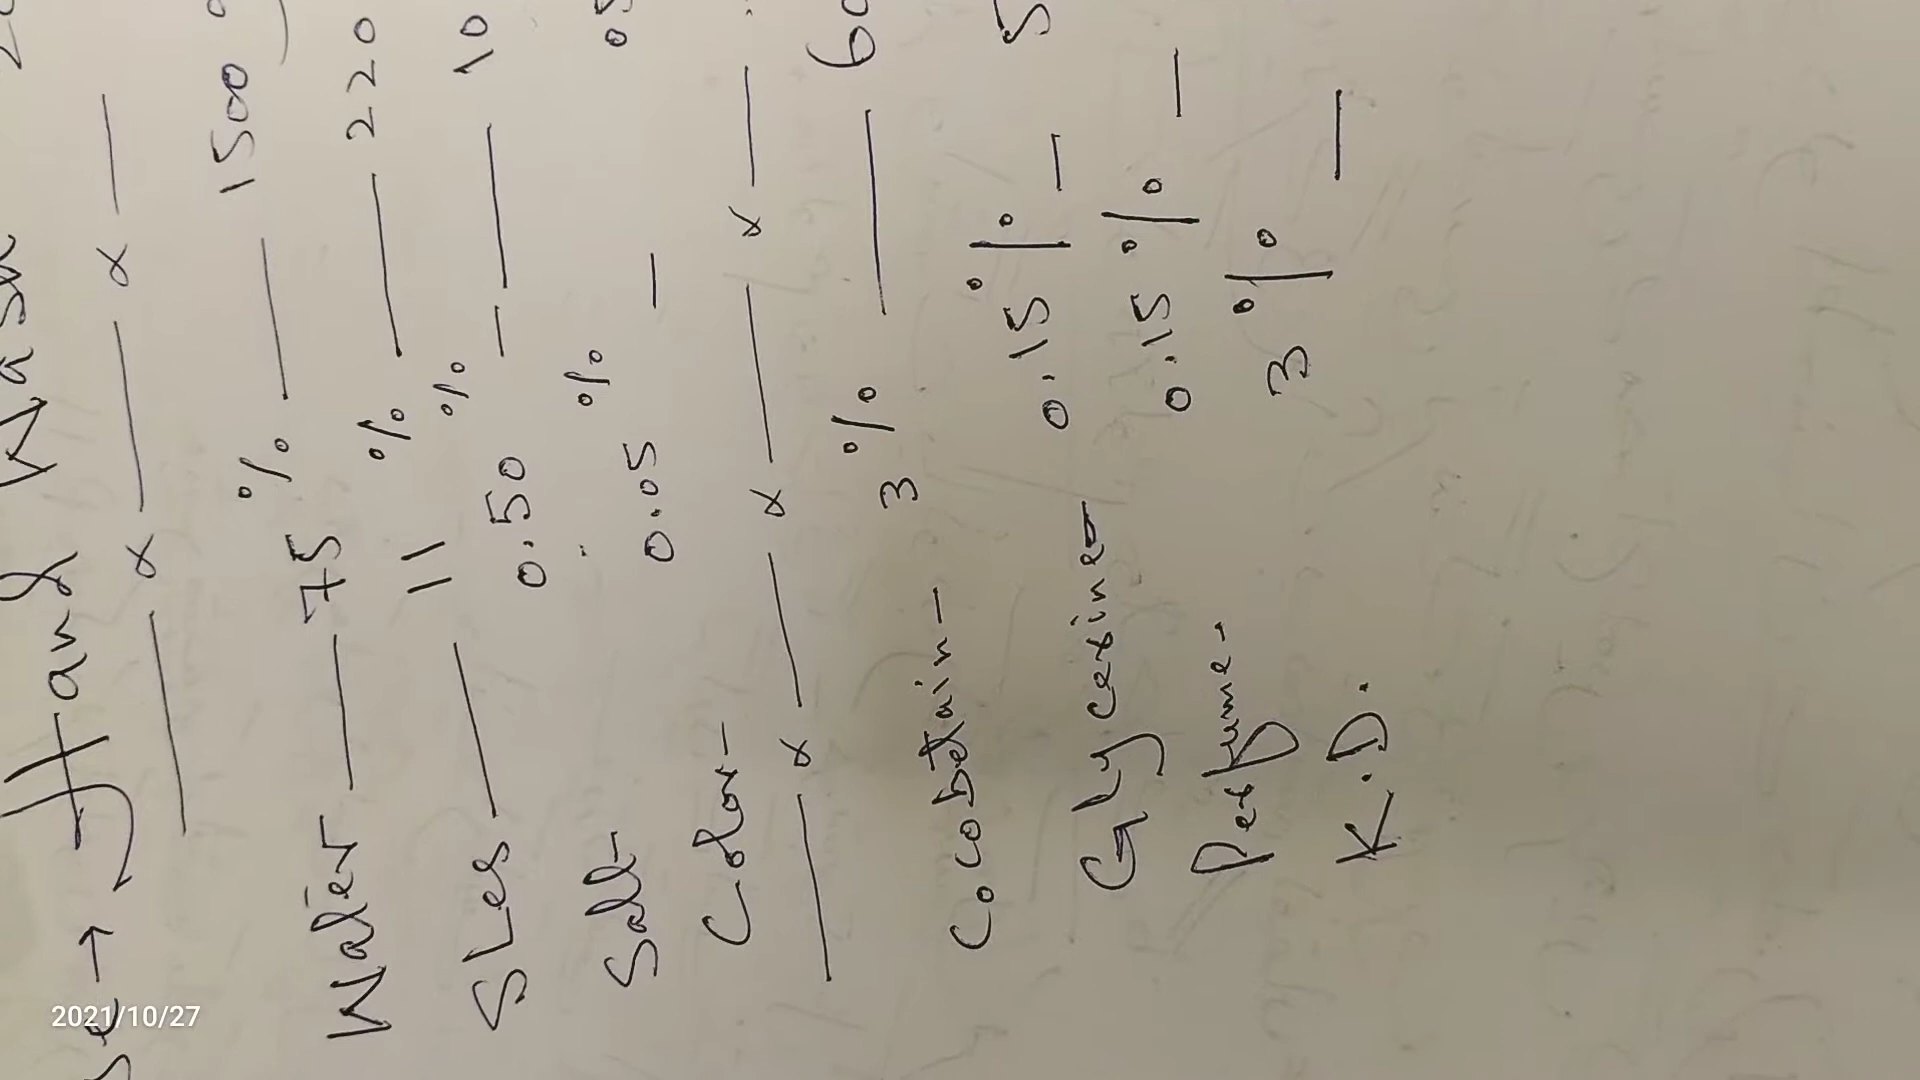 → Hand Wash
— x — x —
Water — 75 % — 1500
SLes — 11 % — 220
Salt- 0.50 % — — 10
Color- 0.05 % —
— x — x — x —
Cocobetain- 3 % — 60
Glycerine- 0.15 % — 5
Perfume- 0.15 % —
K.D. 3 % —
2021/10/27